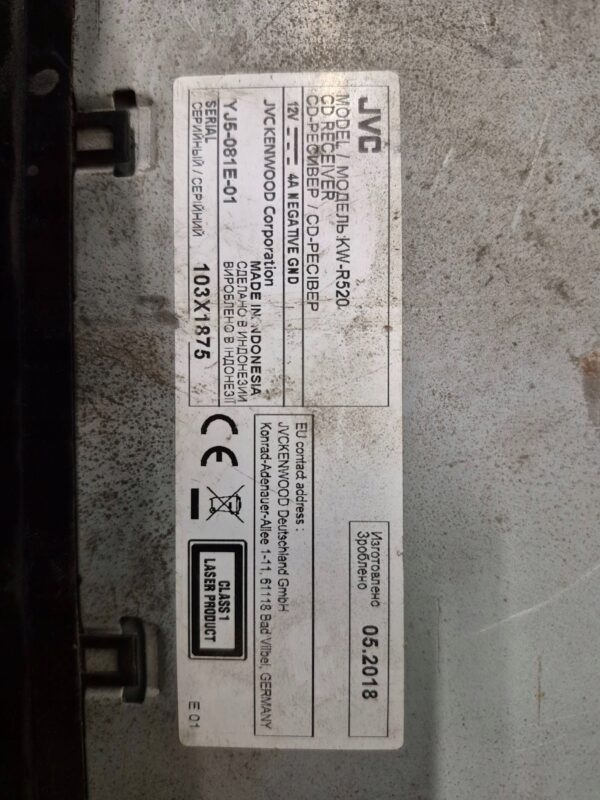 JVC
MODEL / МОДЕЛЬ:KW-R520
CD RECEIVER
CD-РЕСИВЕР / CD-РЕСІВЕР
12V 4A NEGATIVE GND
JVCKENWOOD Corporation
MADE IN INDONESIA
СДЕЛАНО В ИНДОНЕЗИИ
ВИРОБЛЕНО В ІНДОНЕЗІЇ
YJ5-081E-01
SERIAL
СЕРИЙНЫЙ / СЕРІЙНИЙ 103X1875
Изготовлено
Зроблено 05.2018
EU contact address :
JVCKENWOOD Deutschland GmbH
Konrad-Adenauer-Allee 1-11, 61118 Bad Vilbel, GERMANY
CE
CLASS 1
LASER PRODUCT
E 01